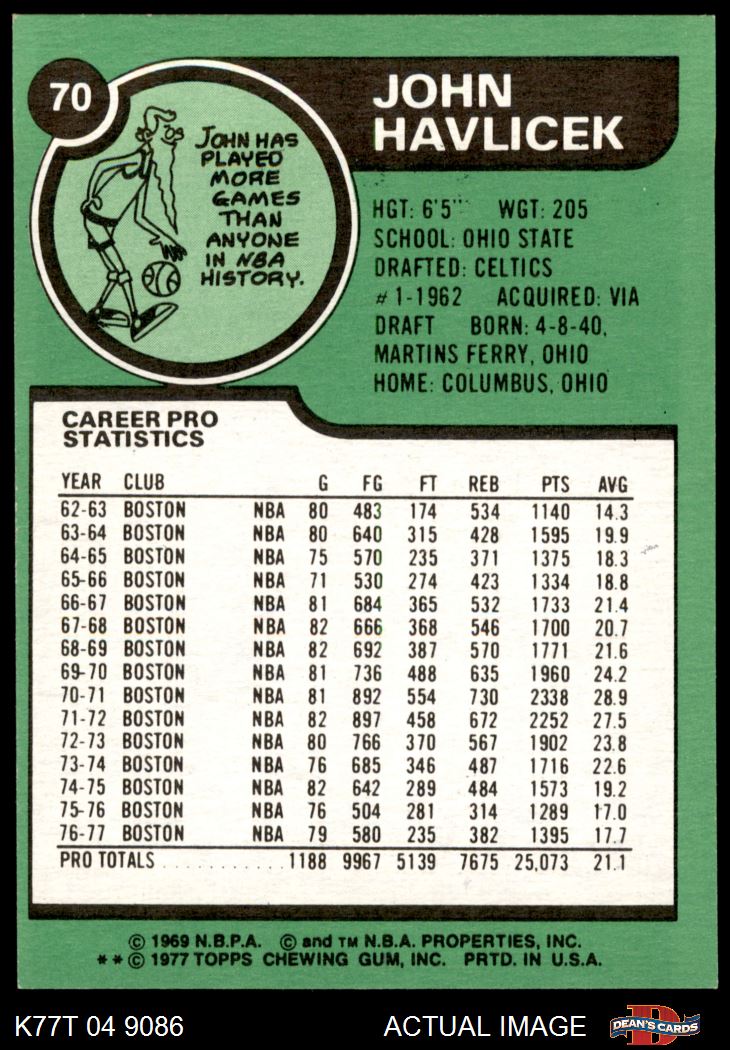 70
JOHN HAS
PLAYED
MORE
GAMES
THAN
ANYONE
IN NBA
HISTORY.
JOHN
HAVLICEK
HGT: 6'5" WGT: 205
SCHOOL: OHIO STATE
DRAFTED: CELTICS
#1-1962 ACQUIRED: VIA
DRAFT BORN: 4-8-40,
MARTINS FERRY, OHIO
HOME: COLUMBUS, OHIO
CAREER PRO
STATISTICS
YEAR CLUB G FG FT REB PTS AVG
62-63 BOSTON NBA 80 483 174 534 1140 14.3
63-64 BOSTON NBA 80 640 315 428 1595 19.9
64-65 BOSTON NBA 75 570 235 371 1375 18.3
65-66 BOSTON NBA 71 530 274 423 1334 18.8
66-67 BOSTON NBA 81 684 365 532 1733 21.4
67-68 BOSTON NBA 82 666 368 546 1700 20.7
68-69 BOSTON NBA 82 692 387 570 1771 21.6
69-70 BOSTON NBA 81 736 488 635 1960 24.2
70-71 BOSTON NBA 81 892 554 730 2338 28.9
71-72 BOSTON NBA 82 897 458 672 2252 27.5
72-73 BOSTON NBA 80 766 370 567 1902 23.8
73-74 BOSTON NBA 76 685 346 487 1716 22.6
74-75 BOSTON NBA 82 642 289 484 1573 19.2
75-76 BOSTON NBA 76 504 281 314 1289 17.0
76-77 BOSTON NBA 79 580 235 382 1395 17.7
PRO TOTALS . . . . . . . . . . . 1188 9967 5139 7675 25,073 21.1
© 1969 N.B.P.A. © and TM N.B.A. PROPERTIES, INC.
** © 1977 TOPPS CHEWING GUM, INC. PRTD. IN U.S.A.
K77T 04 9086 ACTUAL IMAGE D DEAN'S CARDS